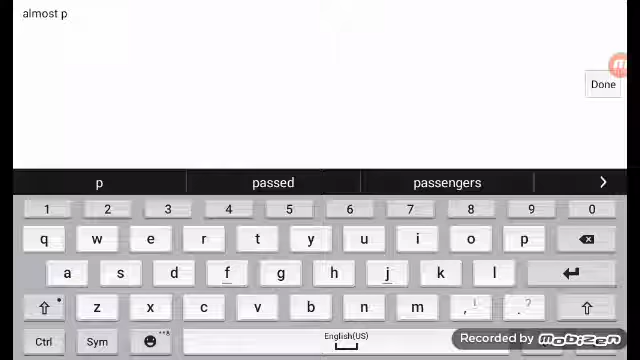 almost p
Done
p passed passengers
1 2 3 4 5 6 7 8 9 0
q w e r t y u i o p
a s d f g h j k l
z x c v b n m , ! . ?
Ctrl Sym English(US)
Recorded by mobizen